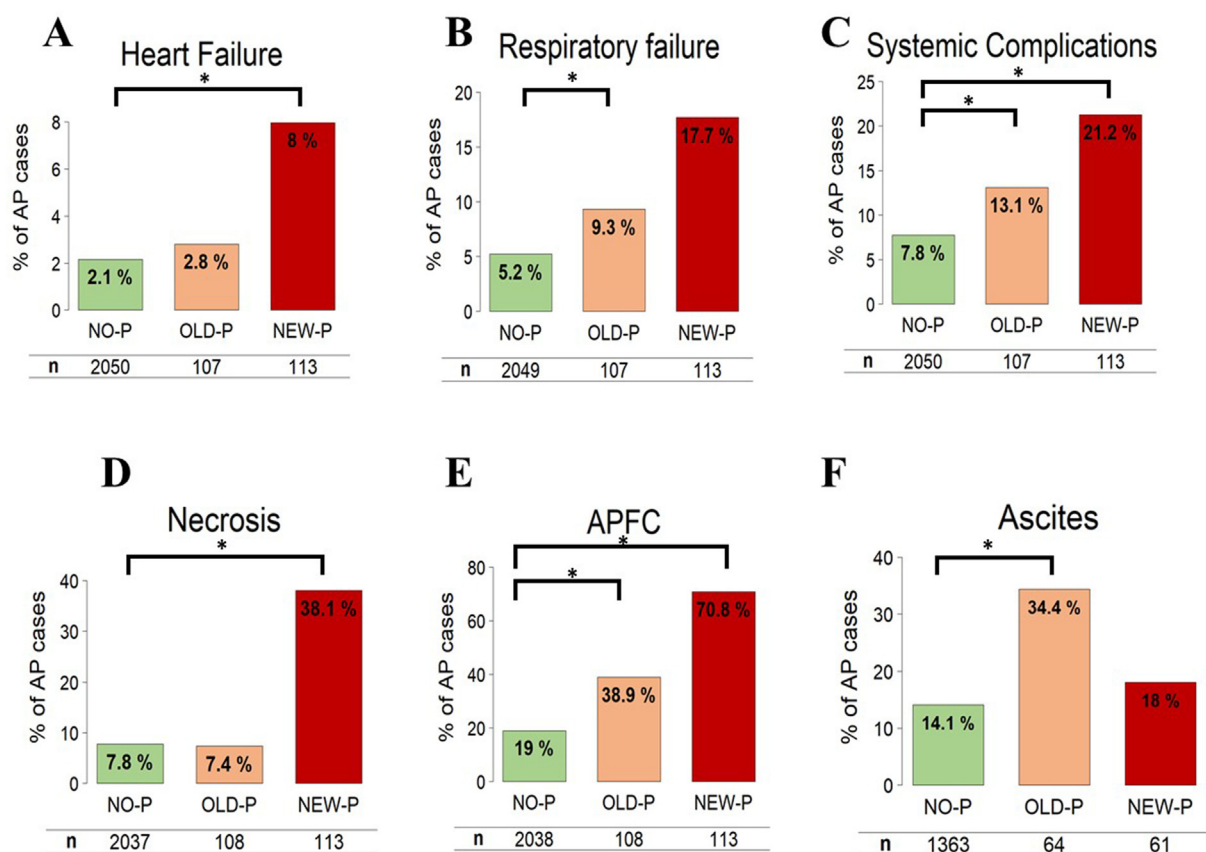 A
Heart Failure
*
% of AP cases
8
6
4
2
0
2.1 %
2.8 %
8 %
NO-P OLD-P NEW-P
n 2050 107 113
B
Respiratory failure
*
% of AP cases
20
15
10
5
0
5.2 %
9.3 %
17.7 %
NO-P OLD-P NEW-P
n 2049 107 113
C
Systemic Complications
*
*
% of AP cases
25
20
15
10
5
0
7.8 %
13.1 %
21.2 %
NO-P OLD-P NEW-P
n 2050 107 113
D
Necrosis
*
% of AP cases
40
30
20
10
0
7.8 %
7.4 %
38.1 %
NO-P OLD-P NEW-P
n 2037 108 113
E
APFC
*
*
% of AP cases
80
60
40
20
0
19 %
38.9 %
70.8 %
NO-P OLD-P NEW-P
n 2038 108 113
F
Ascites
*
% of AP cases
40
30
20
10
0
14.1 %
34.4 %
18 %
NO-P OLD-P NEW-P
n 1363 64 61